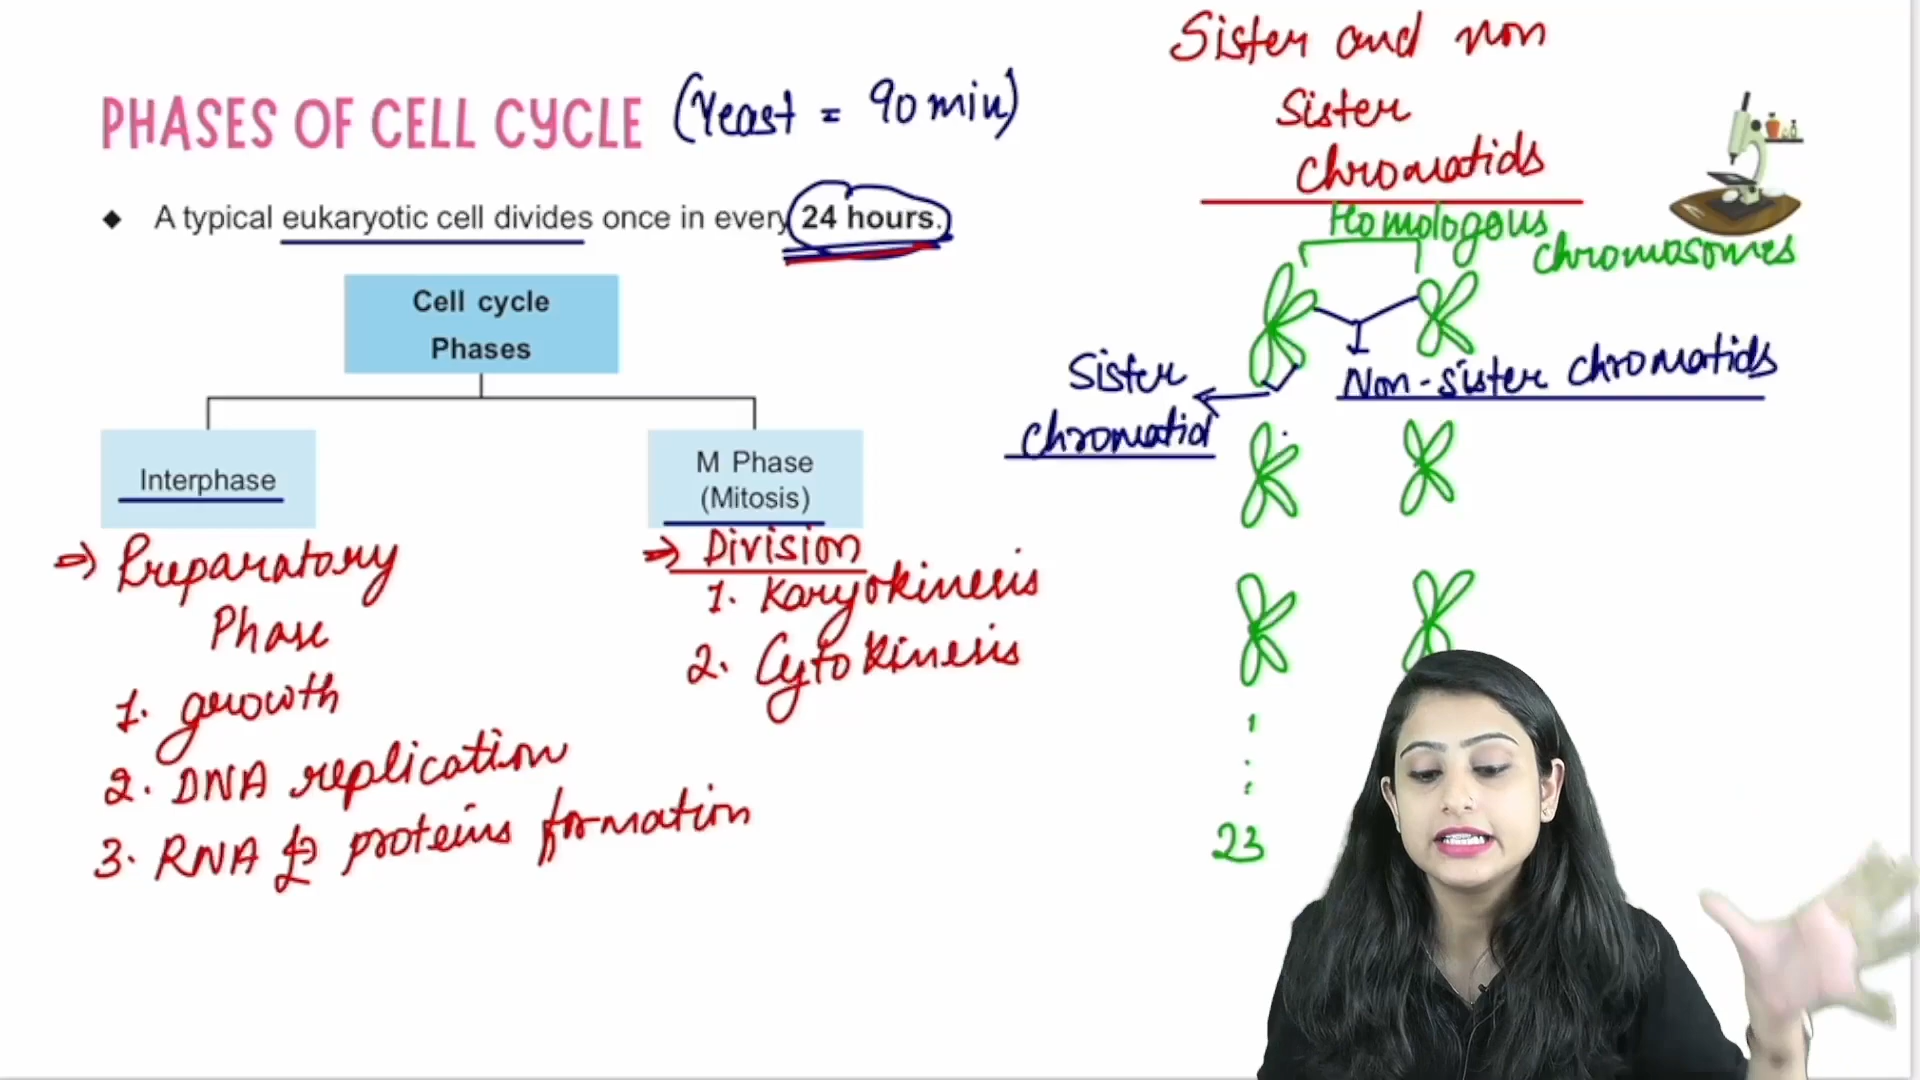 Sister and non
Sister
chromatids
PHASES OF CELL CYCLE (Yeast = 90 min)
◆ A typical eukaryotic cell divides once in every 24 hours.
Homologous
chromosomes
Cell cycle
Phases
Sister
chromatid
Non-sister chromatids
Interphase
M Phase
(Mitosis)
⇒ Preparatory
Phase
1. growth
2. DNA replication
3. RNA & proteins formation
⇒ Division
1. Karyokinesis
2. Cytokinesis
23